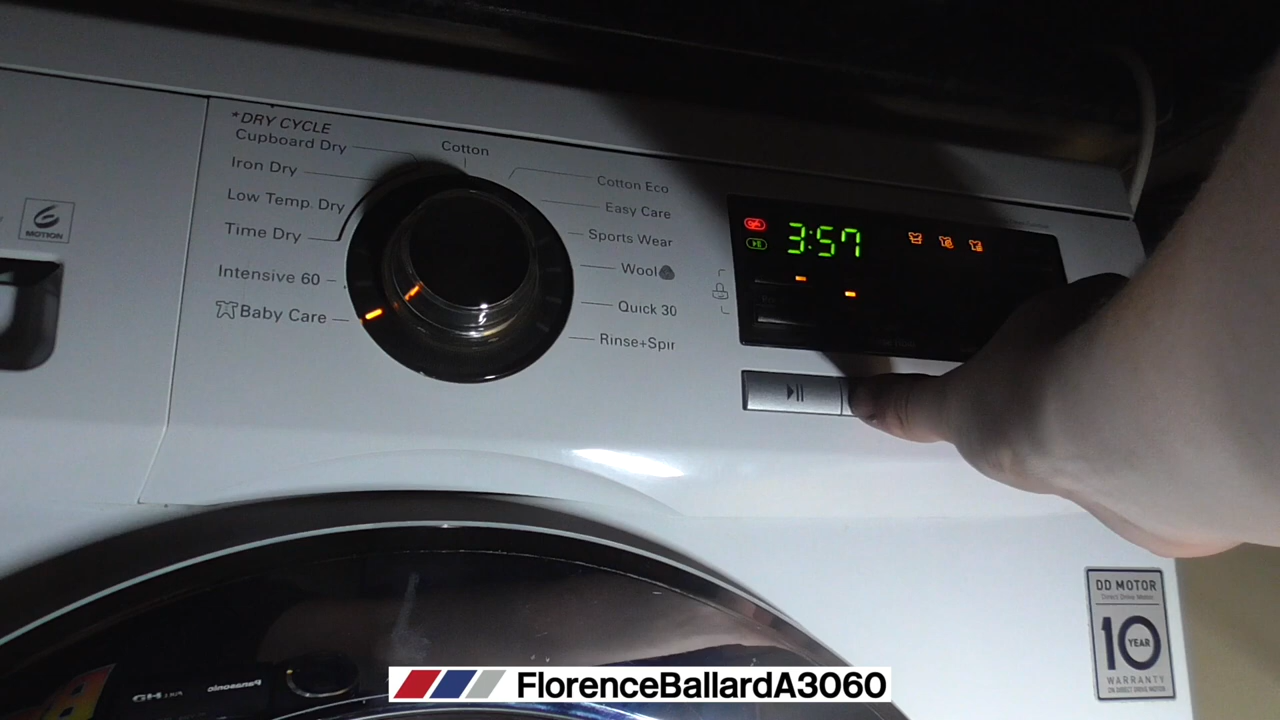 *DRY CYCLE
Cupboard Dry
Iron Dry
Low Temp. Dry
Time Dry
Intensive 60
Baby Care
Cotton
Cotton Eco
Easy Care
Sports Wear
Wool
Quick 30
Rinse+Spin
6
MOTION
3:57
DD MOTOR
Direct Drive Motor
10 YEAR
WARRANTY
ON DIRECT DRIVE MOTOR
Panasonic
FlorenceBallardA3060